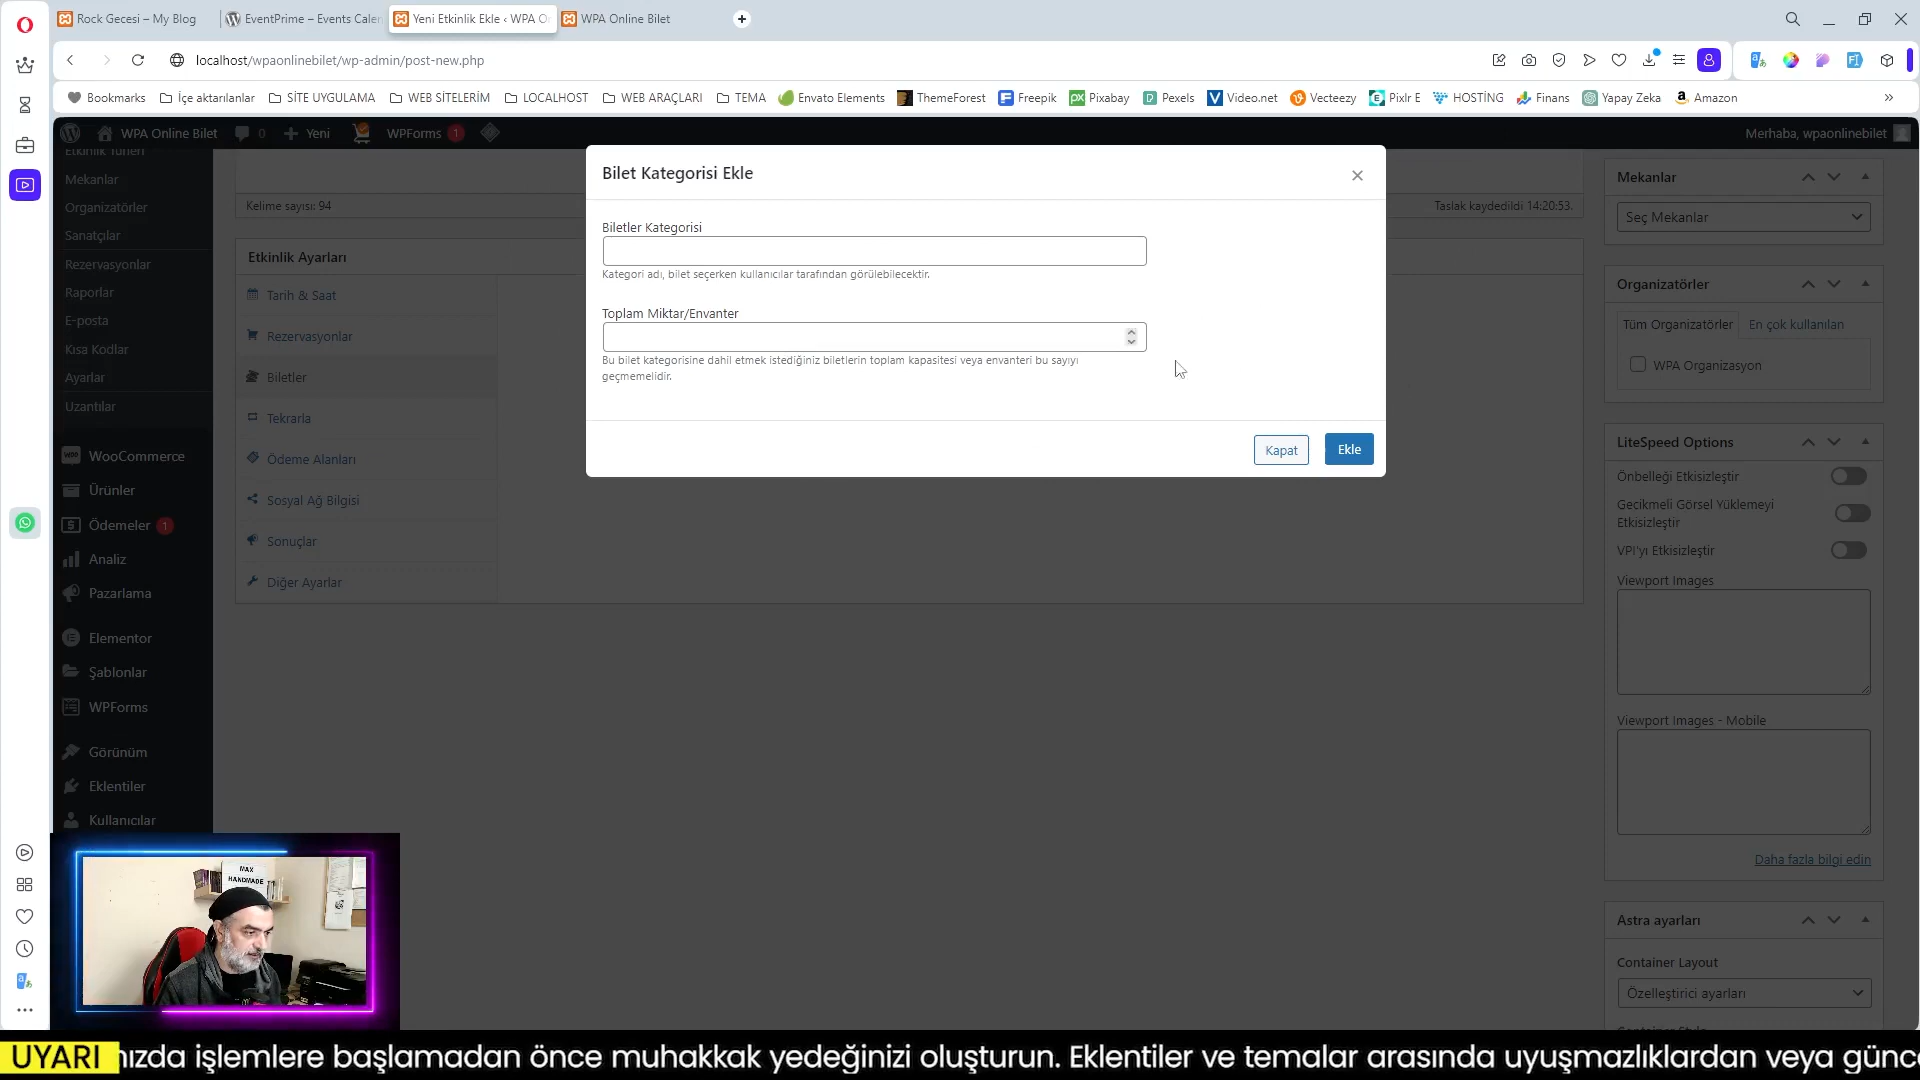 Rock Gecesi – My Blog
EventPrime – Events Calen
Yeni Etkinlik Ekle ‹ WPA O
WPA Online Bilet
localhost/wpaonlinebilet/wp-admin/post-new.php
Bookmarks
İçe aktarılanlar
SİTE UYGULAMA
WEB SİTELERİM
LOCALHOST
WEB ARAÇLARI
TEMA
Envato Elements
ThemeForest
Freepik
Pixabay
Pexels
Video.net
Vecteezy
Pixlr E
HOSTİNG
Finans
Yapay Zeka
Amazon
WPA Online Bilet
0
Yeni
WPForms 1
Merhaba, wpaonlinebilet
Etkinlik Türleri
Mekanlar
Organizatörler
Sanatçılar
Rezervasyonlar
Raporlar
E-posta
Kısa Kodlar
Ayarlar
Uzantılar
WooCommerce
Ürünler
Ödemeler 1
Analiz
Pazarlama
Elementor
Şablonlar
WPForms
Görünüm
Eklentiler
Kullanıcılar
Kelime sayısı: 94
Taslak kaydedildi 14:20:53.
Etkinlik Ayarları
Tarih & Saat
Rezervasyonlar
Biletler
Tekrarla
Ödeme Alanları
Sosyal Ağ Bilgisi
Sonuçlar
Diğer Ayarlar
Bilet Kategorisi Ekle
Biletler Kategorisi
Kategori adı, bilet seçerken kullanıcılar tarafından görülebilecektir.
Toplam Miktar/Envanter
Bu bilet kategorisine dahil etmek istediğiniz biletlerin toplam kapasitesi veya envanteri bu sayıyı
geçmemelidir.
Kapat
Ekle
Mekanlar
Seç Mekanlar
Organizatörler
Tüm Organizatörler
En çok kullanılan
WPA Organizasyon
LiteSpeed Options
Önbelleği Etkisizleştir
Gecikmeli Görsel Yüklemeyi
Etkisizleştir
VPI'yı Etkisizleştir
Viewport Images
Viewport Images - Mobile
Daha fazla bilgi edin
Astra ayarları
Container Layout
Özelleştirici ayarları
Container Style
MAX
HANDMADE
UYARI
ınızda işlemlere başlamadan önce muhakkak yedeğinizi oluşturun. Eklentiler ve temalar arasında uyuşmazlıklardan veya günce